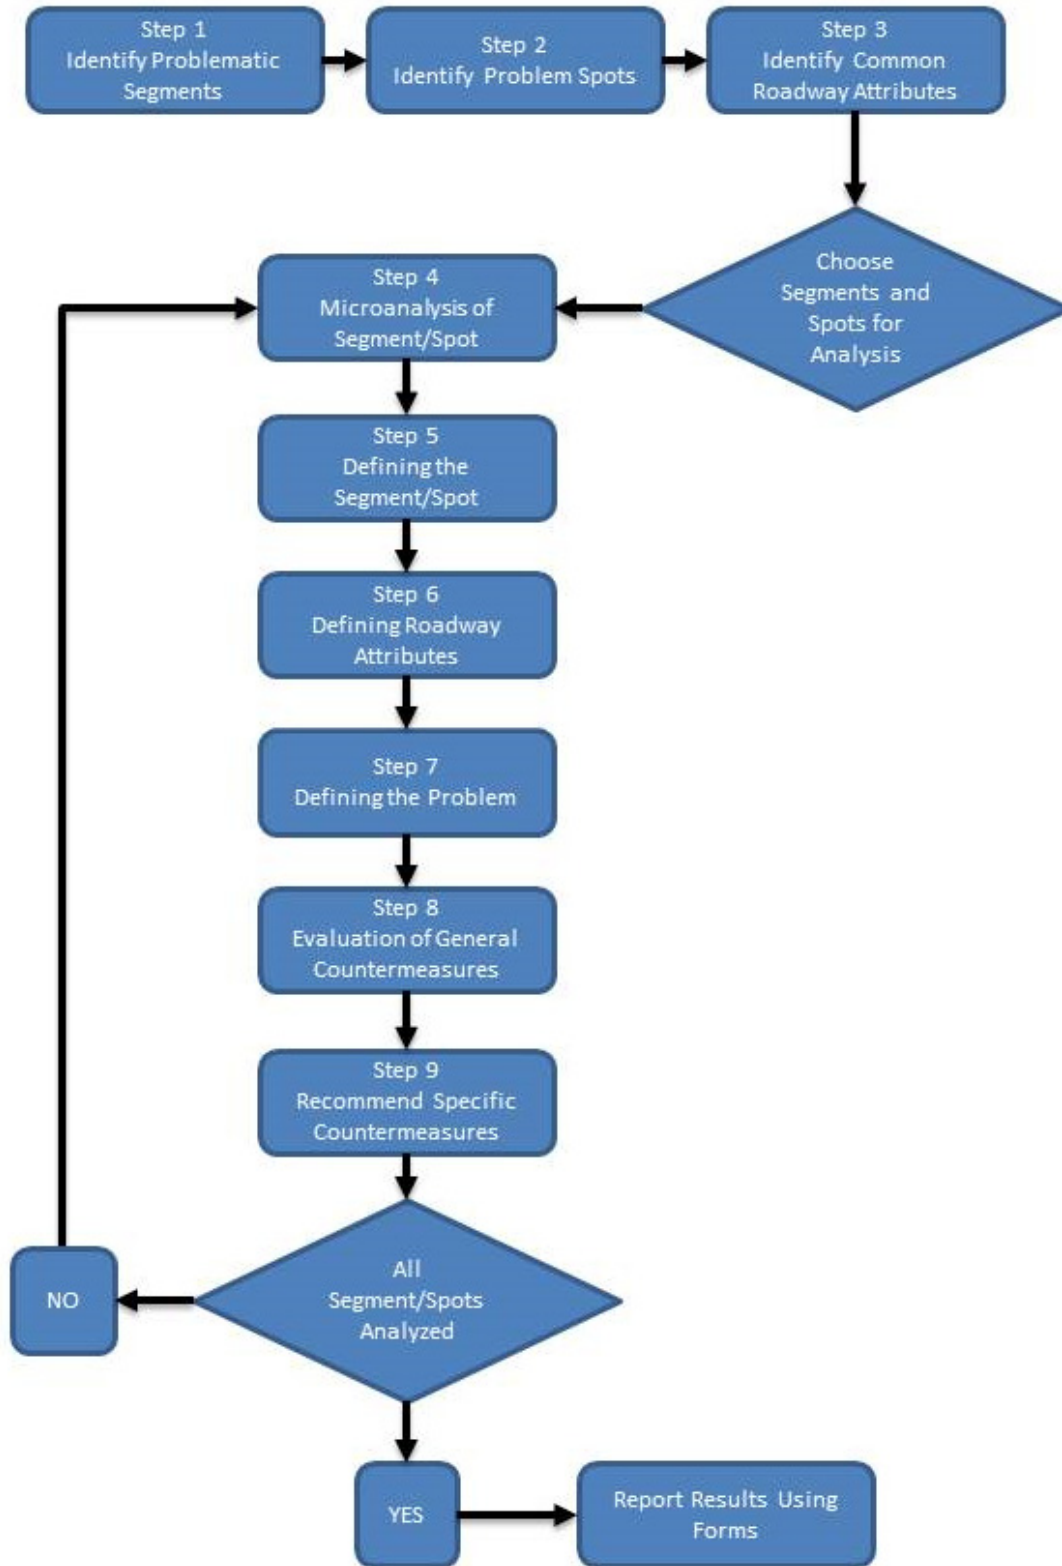 Step 1
Identify Problematic
Segments
Step 2
Identify Problem Spots
Step 3
Identify Common
Roadway Attributes
Choose
Segments and
Spots for
Analysis
Step 4
Microanalysis of
Segment/Spot
Step 5
Defining the
Segment/Spot
Step 6
Defining Roadway
Attributes
Step 7
Defining the Problem
Step 8
Evaluation of General
Countermeasures
Step 9
Recommend Specific
Countermeasures
All
Segment/Spots
Analyzed
NO
YES
Report Results Using
Forms